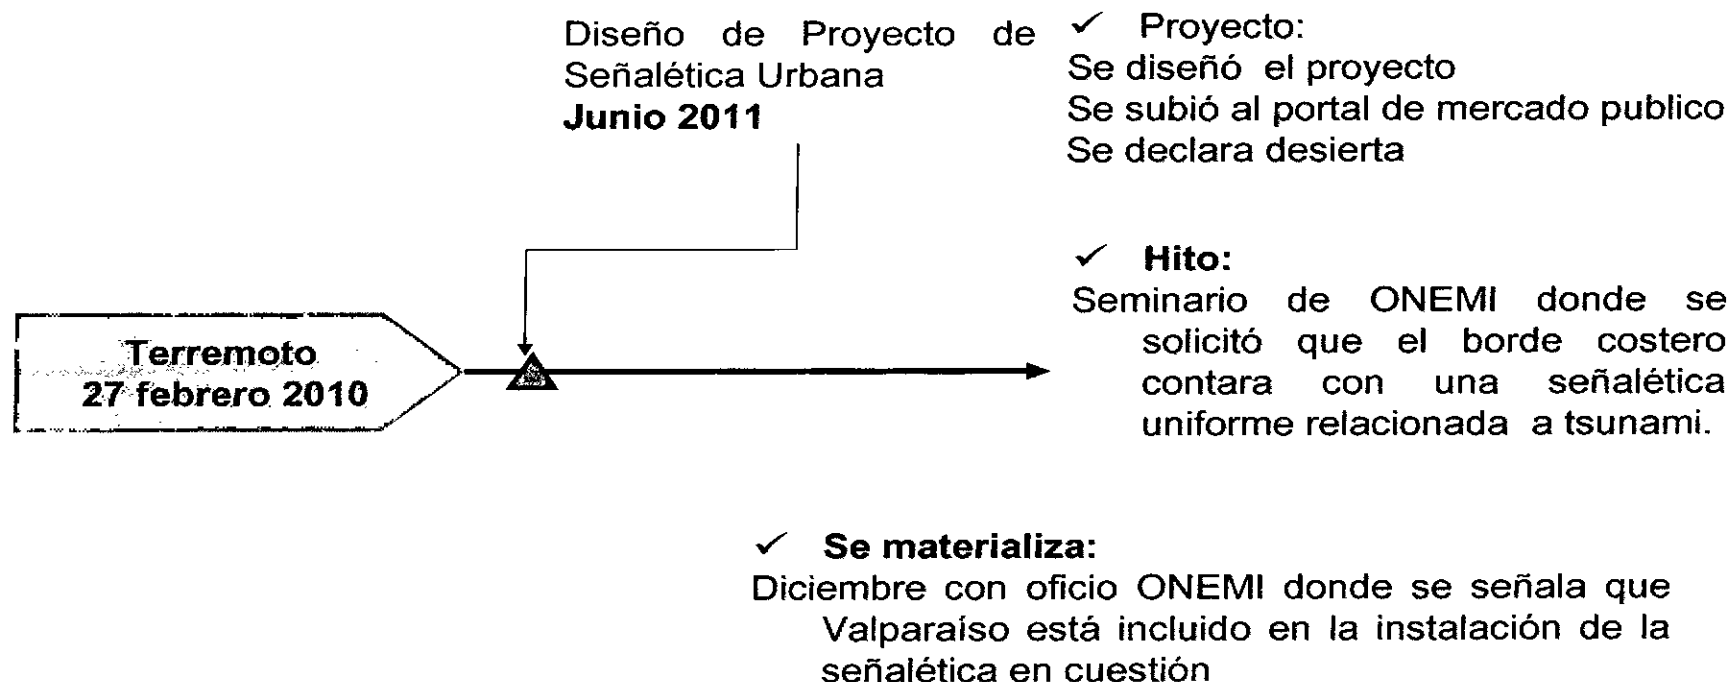 Diseño de Proyecto de
Señalética Urbana
Junio 2011
✓ Proyecto:
Se diseñó el proyecto
Se subió al portal de mercado publico
Se declara desierta
Terremoto
27 febrero 2010
✓ Hito:
Seminario de ONEMI donde se
solicitó que el borde costero
contara con una señalética
uniforme relacionada a tsunami.
✓ Se materializa:
Diciembre con oficio ONEMI donde se señala que
Valparaíso está incluido en la instalación de la
señalética en cuestión